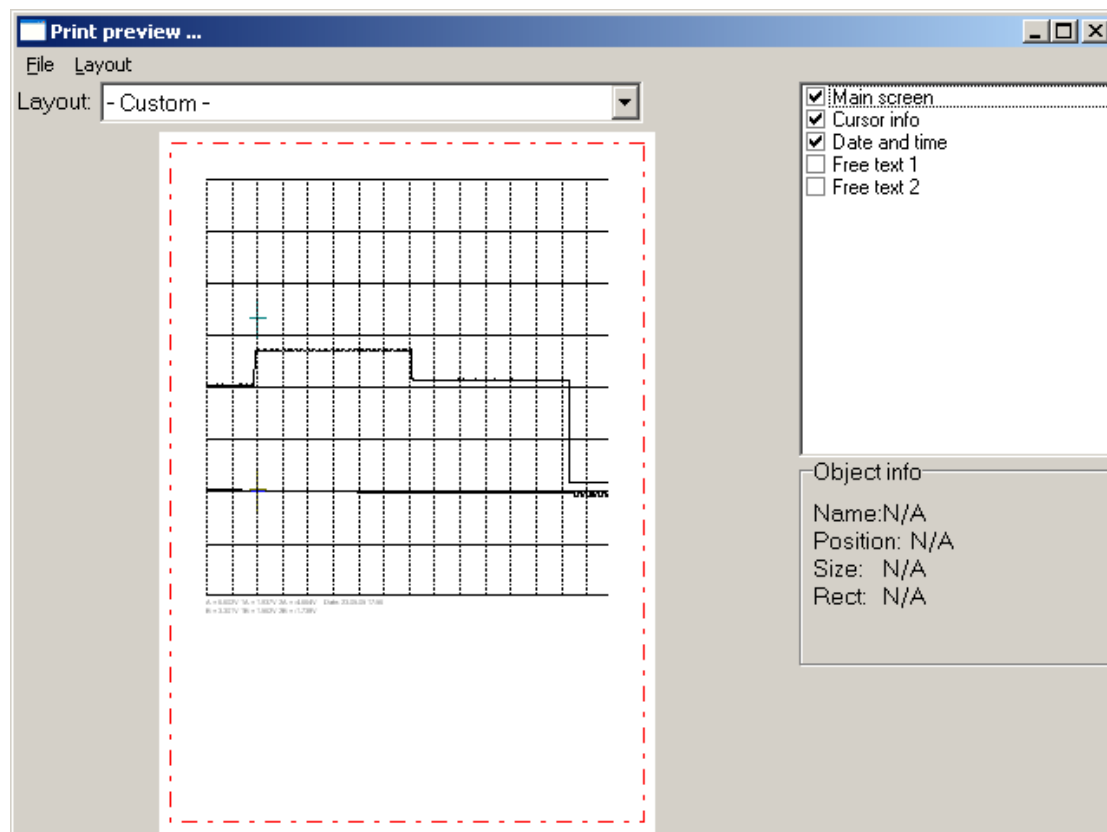 Print preview ...
File Layout
Layout: - Custom -
Main screen
Cursor info
Date and time
Free text 1
Free text 2
Object info
Name:N/A
Position: N/A
Size: N/A
Rect: N/A